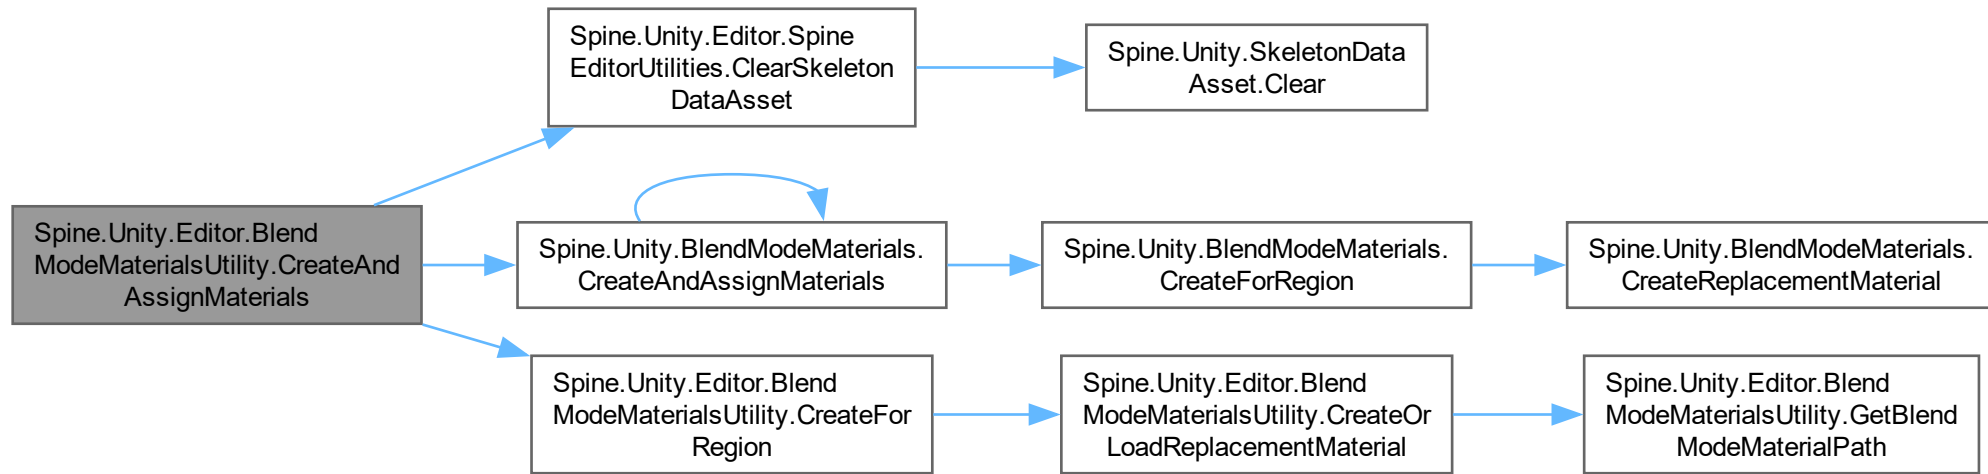 Spine.Unity.Editor.Spine
EditorUtilities.ClearSkeleton
DataAsset
Spine.Unity.SkeletonData
Asset.Clear
Spine.Unity.Editor.Blend
ModeMaterialsUtility.CreateAnd
AssignMaterials
Spine.Unity.BlendModeMaterials.
CreateAndAssignMaterials
Spine.Unity.BlendModeMaterials.
CreateForRegion
Spine.Unity.BlendModeMaterials.
CreateReplacementMaterial
Spine.Unity.Editor.Blend
ModeMaterialsUtility.CreateFor
Region
Spine.Unity.Editor.Blend
ModeMaterialsUtility.CreateOr
LoadReplacementMaterial
Spine.Unity.Editor.Blend
ModeMaterialsUtility.GetBlend
ModeMaterialPath